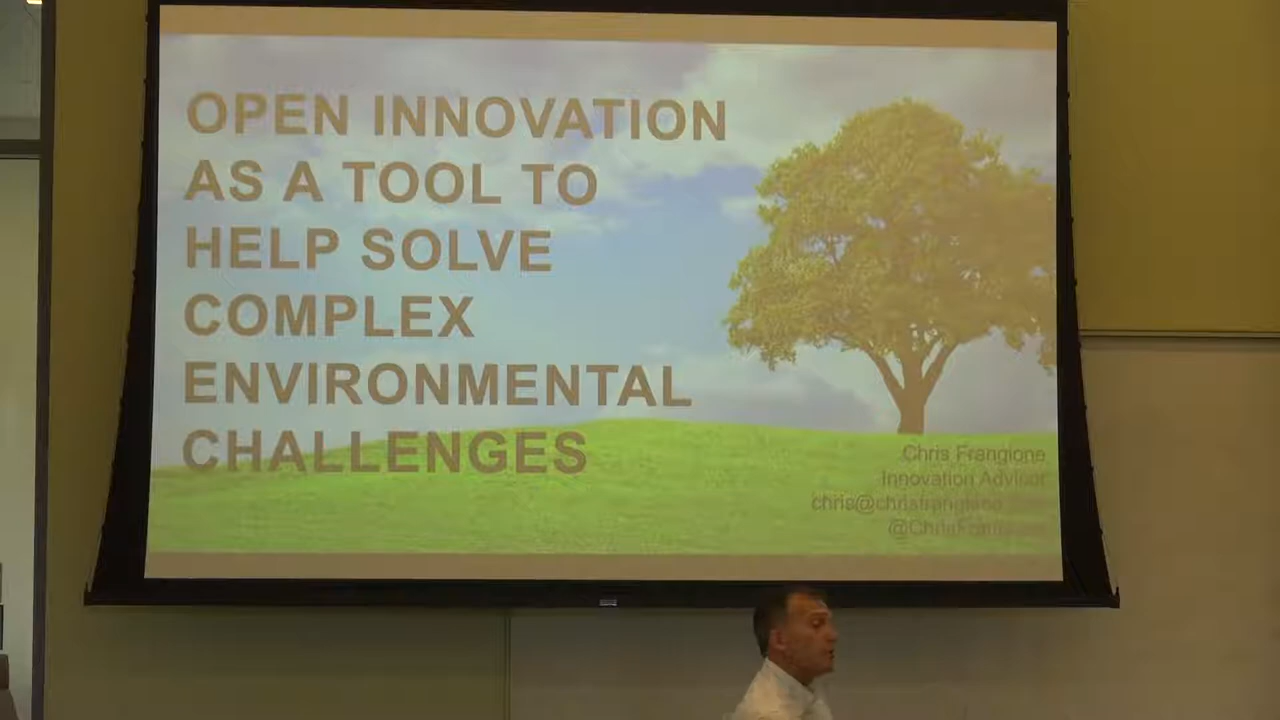 OPEN INNOVATION
AS A TOOL TO
HELP SOLVE
COMPLEX
ENVIRONMENTAL
CHALLENGES
Chris Frangione
Innovation Advisor